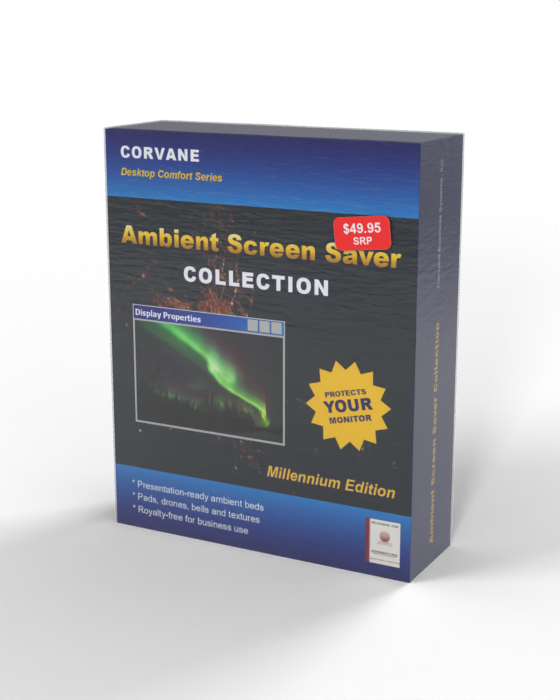 CORVANE
Desktop Comfort Series
$49.95
SRP
Ambient Screen Saver
COLLECTION
Display Properties
PROTECTS
YOUR
MONITOR
Millennium Edition
* Presentation-ready ambient beds
* Pads, drones, bells and textures
* Royalty-free for business use
Ambient Screen Saver Collection